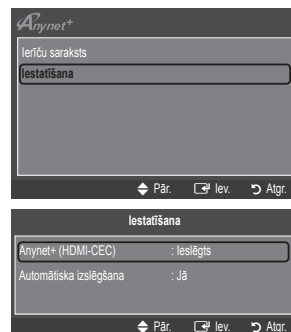 Anynet+
Ierīču saraksts
Iestatīšana
Pār. Iev. Atgr.
Iestatīšana
Anynet+ (HDMI-CEC) : Ieslēgts
Automātiska izslēgšana : Jā
Pār. Iev. Atgr.